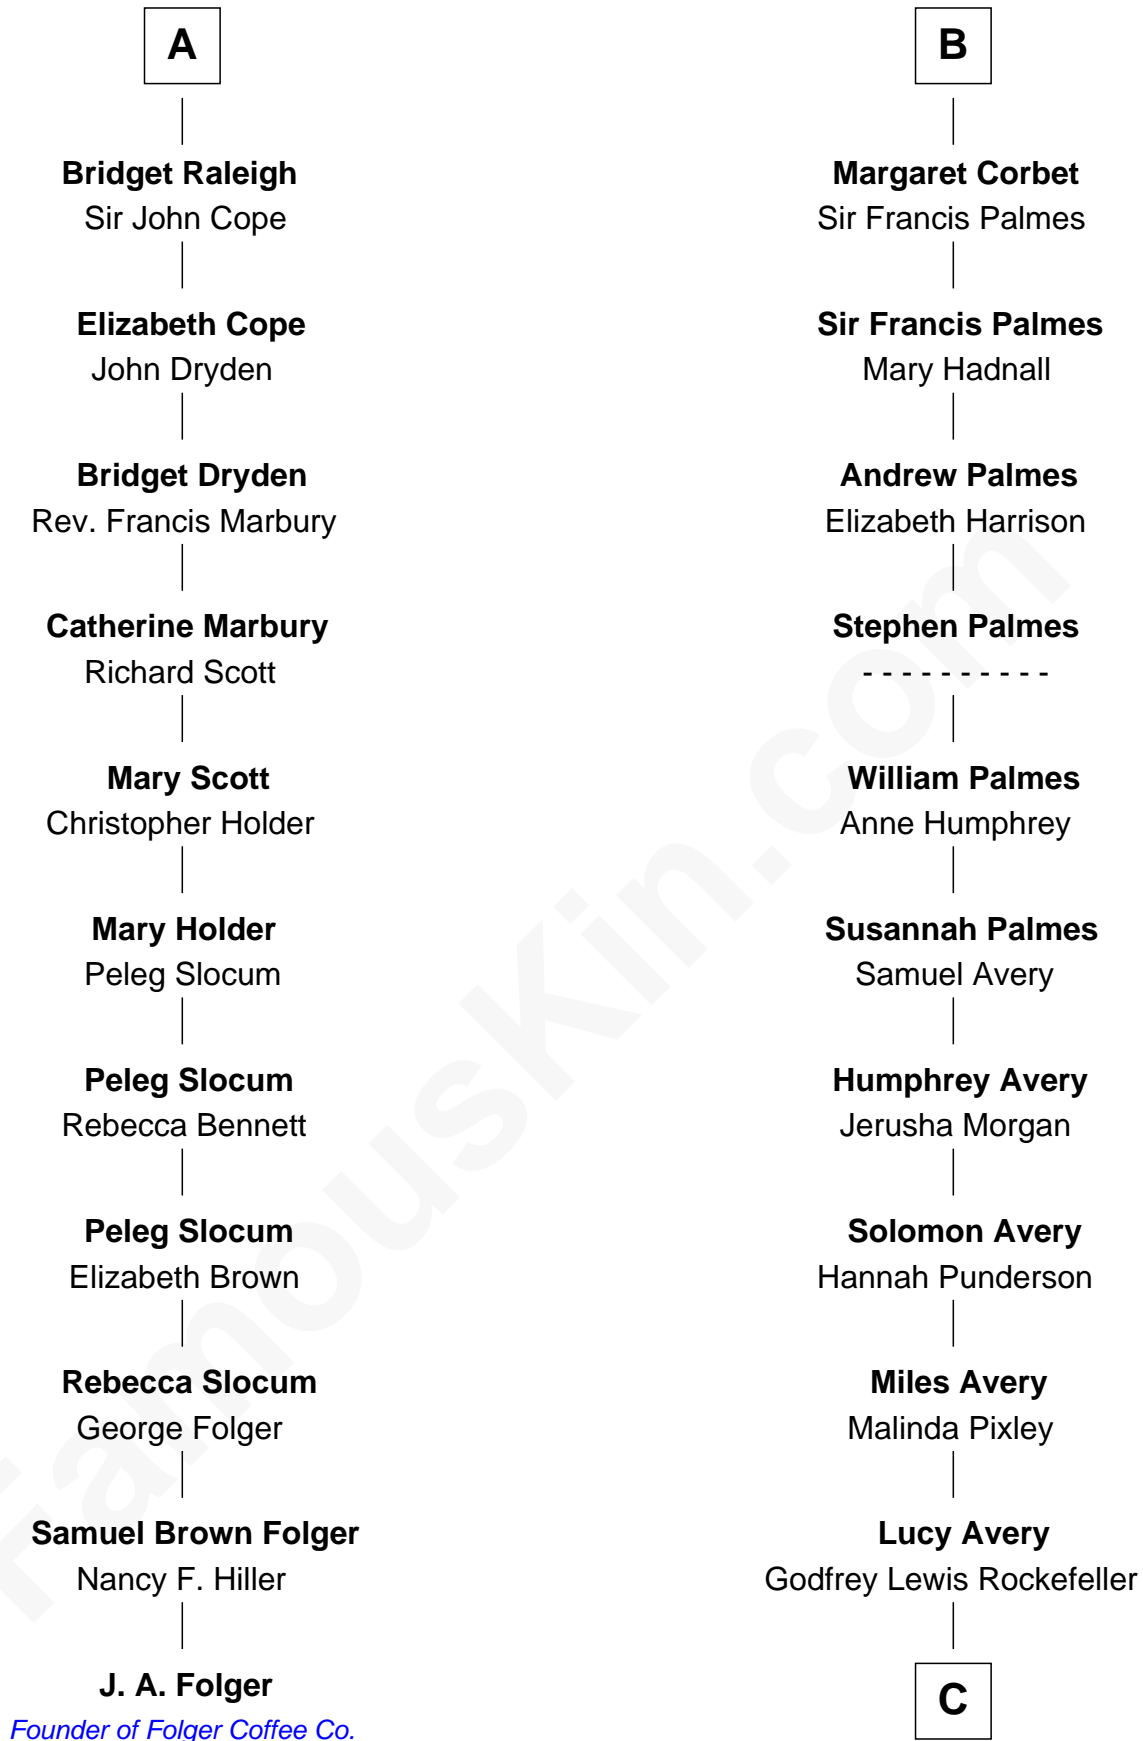 A
Bridget Raleigh
Sir John Cope
Elizabeth Cope
John Dryden
Bridget Dryden
Rev. Francis Marbury
Catherine Marbury
Richard Scott
Mary Scott
Christopher Holder
Mary Holder
Peleg Slocum
Peleg Slocum
Rebecca Bennett
Peleg Slocum
Elizabeth Brown
Rebecca Slocum
George Folger
Samuel Brown Folger
Nancy F. Hiller
J. A. Folger
Founder of Folger Coffee Co.
B
Margaret Corbet
Sir Francis Palmes
Sir Francis Palmes
Mary Hadnall
Andrew Palmes
Elizabeth Harrison
Stephen Palmes
- - - - - - - - - -
William Palmes
Anne Humphrey
Susannah Palmes
Samuel Avery
Humphrey Avery
Jerusha Morgan
Solomon Avery
Hannah Punderson
Miles Avery
Malinda Pixley
Lucy Avery
Godfrey Lewis Rockefeller
C
FamousKin.com